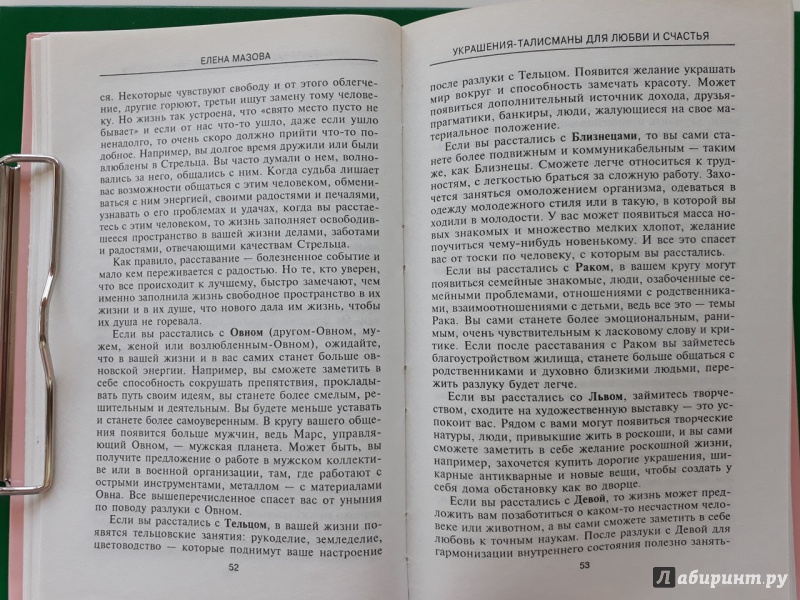 ЕЛЕНА МАЗОВА
ся. Некоторые чувствуют свободу и от этого облегче-
ние, другие горюют, третьи ищут замену тому челове-
ку. Но жизнь так устроена, что «свято место пусто не
бывает» и если от нас что-то ушло, даже если ушло
ненадолго, то очень скоро должно прийти что-то по-
добное. Например, вы долгое время дружили или были
влюблены в Стрельца. Вы часто думали о нем, волно-
вались за него, общались с ним. Когда судьба лишает
вас возможности общаться с этим человеком, обмени-
ваться с ним энергией, своими радостями и печалями,
узнавать о его проблемах и удачах, когда вы расстае-
тесь с этим человеком, то жизнь заполняет освободив-
шееся пространство в вашей жизни делами, заботами
и радостями, отвечающими качествам Стрельца.
Как правило, расставание — болезненное событие и
мало кем переживается с радостью. Но те, кто уверен,
что все происходит к лучшему, быстро замечают, чем
именно заполнила жизнь свободное пространство в их
жизни и в их душе, что нового дала им жизнь, чтобы
их душа не горевала.
Если вы расстались с Овном (другом-Овном, му-
жем, женой или возлюбленным-Овном), ожидайте,
что в вашей жизни и в вас самих станет больше ов-
новской энергии. Например, вы сможете заметить в
себе способность сокрушать препятствия, проклады-
вать путь своим идеям, вы станете более смелым, ре-
шительным и деятельным. Вы будете меньше уставать
и станете более самоуверенным. В кругу вашего обще-
ния появится больше мужчин, ведь Марс, управляю-
щий Овном, — мужская планета. Может быть, вы
получите предложение о работе в мужском коллекти-
ве или в военной организации, там, где работают с
острыми инструментами, металлом — с материалами
Овна. Все вышеперечисленное спасет вас от уныния
по поводу разлуки с Овном.
Если вы расстались с Тельцом, в вашей жизни по-
явятся тельцовские занятия: рукоделие, земледелие,
цветоводство — которые поднимут ваше настроение
52
УКРАШЕНИЯ-ТАЛИСМАНЫ ДЛЯ ЛЮБВИ И СЧАСТЬЯ
после разлуки с Тельцом. Появится желание украшать
мир вокруг и способность замечать красоту. Может
появиться дополнительный источник дохода, друзья-
прагматики, банкиры, люди, жалующиеся на свое ма-
териальное положение.
Если вы расстались с Близнецами, то вы сами ста-
нете более подвижным и коммуникабельным — таким
же, как Близнецы. Сможете легче относиться к труд-
ностям, с легкостью браться за сложную работу. Захо-
чется заняться омоложением организма, одеваться в
одежду молодежного стиля или в такую, в которой вы
ходили в молодости. У вас может появиться масса но-
вых знакомых и множество мелких хлопот, желание
поучиться чему-нибудь новенькому. И все это спасет
вас от тоски по человеку, с которым вы расстались.
Если вы расстались с Раком, в вашем кругу могут
появиться семейные знакомые, люди, озабоченные се-
мейными проблемами, отношениями с родственника-
ми, взаимоотношениями с детьми, ведь все это — темы
Рака. Вы сами станете более эмоциональным, рани-
мым, очень чувствительным к ласковому слову и кри-
тике. Если после расставания с Раком вы займетесь
благоустройством жилища, станете больше общаться с
родственниками и духовно близкими людьми, пере-
жить разлуку будет легче.
Если вы расстались со Львом, займитесь творче-
ством, сходите на художественную выставку — это ус-
покоит вас. Рядом с вами могут появиться творческие
натуры, люди, привыкшие жить в роскоши, и вы сами
сможете заметить в себе желание роскошной жизни,
например, захочется купить дорогие украшения, ши-
карные антикварные и новые вещи, чтобы создать у
себя дома обстановку как во дворце.
Если вы расстались с Девой, то жизнь может пред-
ложить вам позаботиться о каком-то несчастном чело-
веке или животном, а вы сами сможете заметить в себе
любовь к точным наукам. После разлуки с Девой для
гармонизации внутреннего состояния полезно занять-
53
Лабиринт.ру